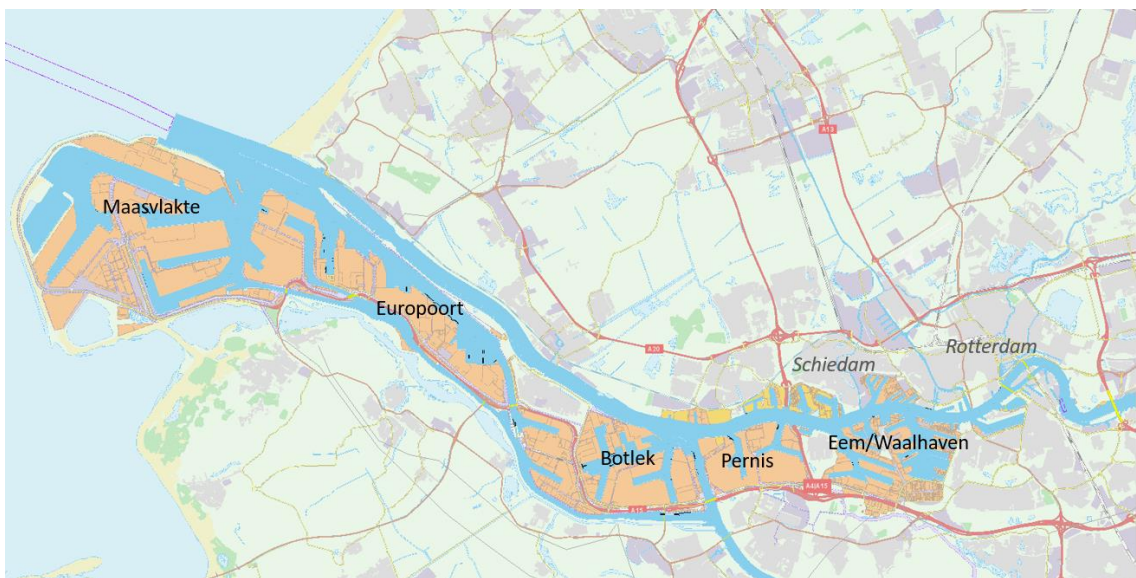 A13
Maasvlakte
Europoort
A20
Schiedam
Rotterdam
Eem/Waalhaven
Botlek
Pernis
A4/A15
A15